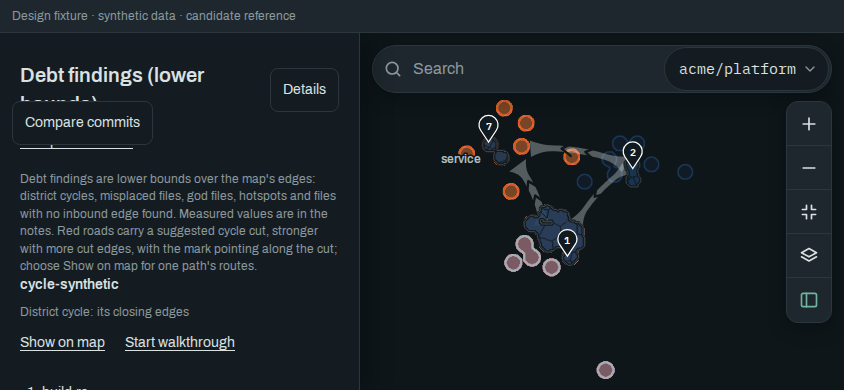 Design fixture · synthetic data · candidate reference
Debt findings (lower
bounds)
Details
Compare commits
Debt findings are lower bounds over the map's edges:
district cycles, misplaced files, god files, hotspots and files
with no inbound edge found. Measured values are in the
notes. Red roads carry a suggested cycle cut, stronger
with more cut edges, with the mark pointing along the cut;
choose Show on map for one path's routes.
cycle-synthetic
District cycle: its closing edges
Show on map
Start walkthrough
Search
acme/platform
7
2
service
1